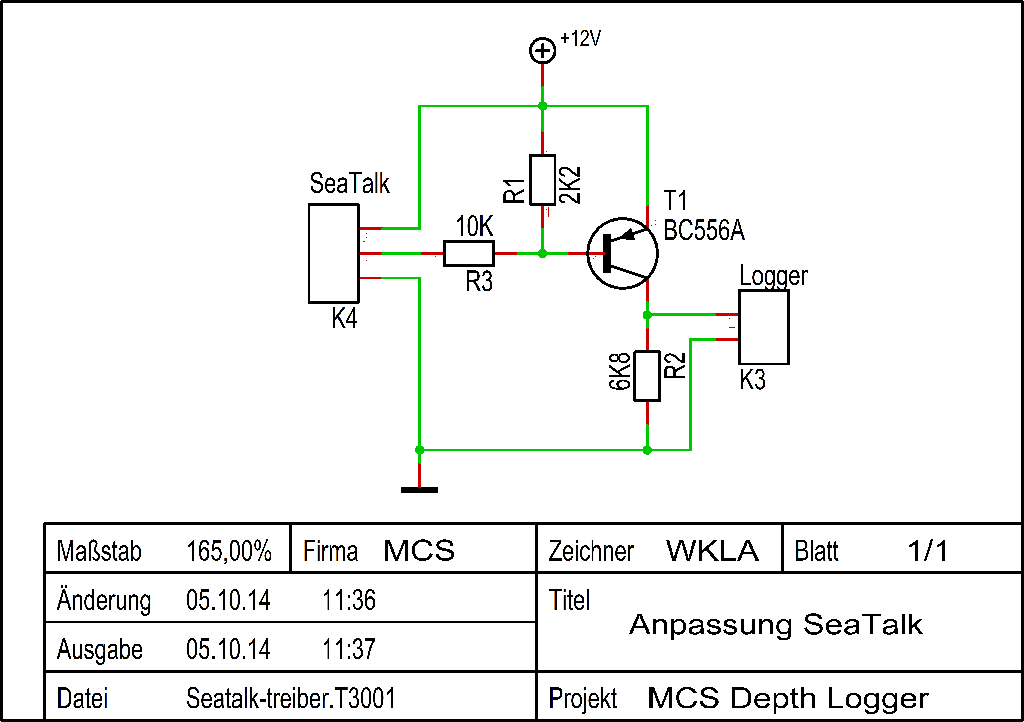 +12V
SeaTalk
R1
2K2
T1
BC556A
10K
R3
K4
Logger
K3
6K8
R2
Maßstab 165,00% Firma MCS Zeichner WKLA Blatt 1/1
Änderung 05.10.14 11:36 Titel
Anpassung SeaTalk
Ausgabe 05.10.14 11:37
Datei Seatalk-treiber.T3001 Projekt MCS Depth Logger